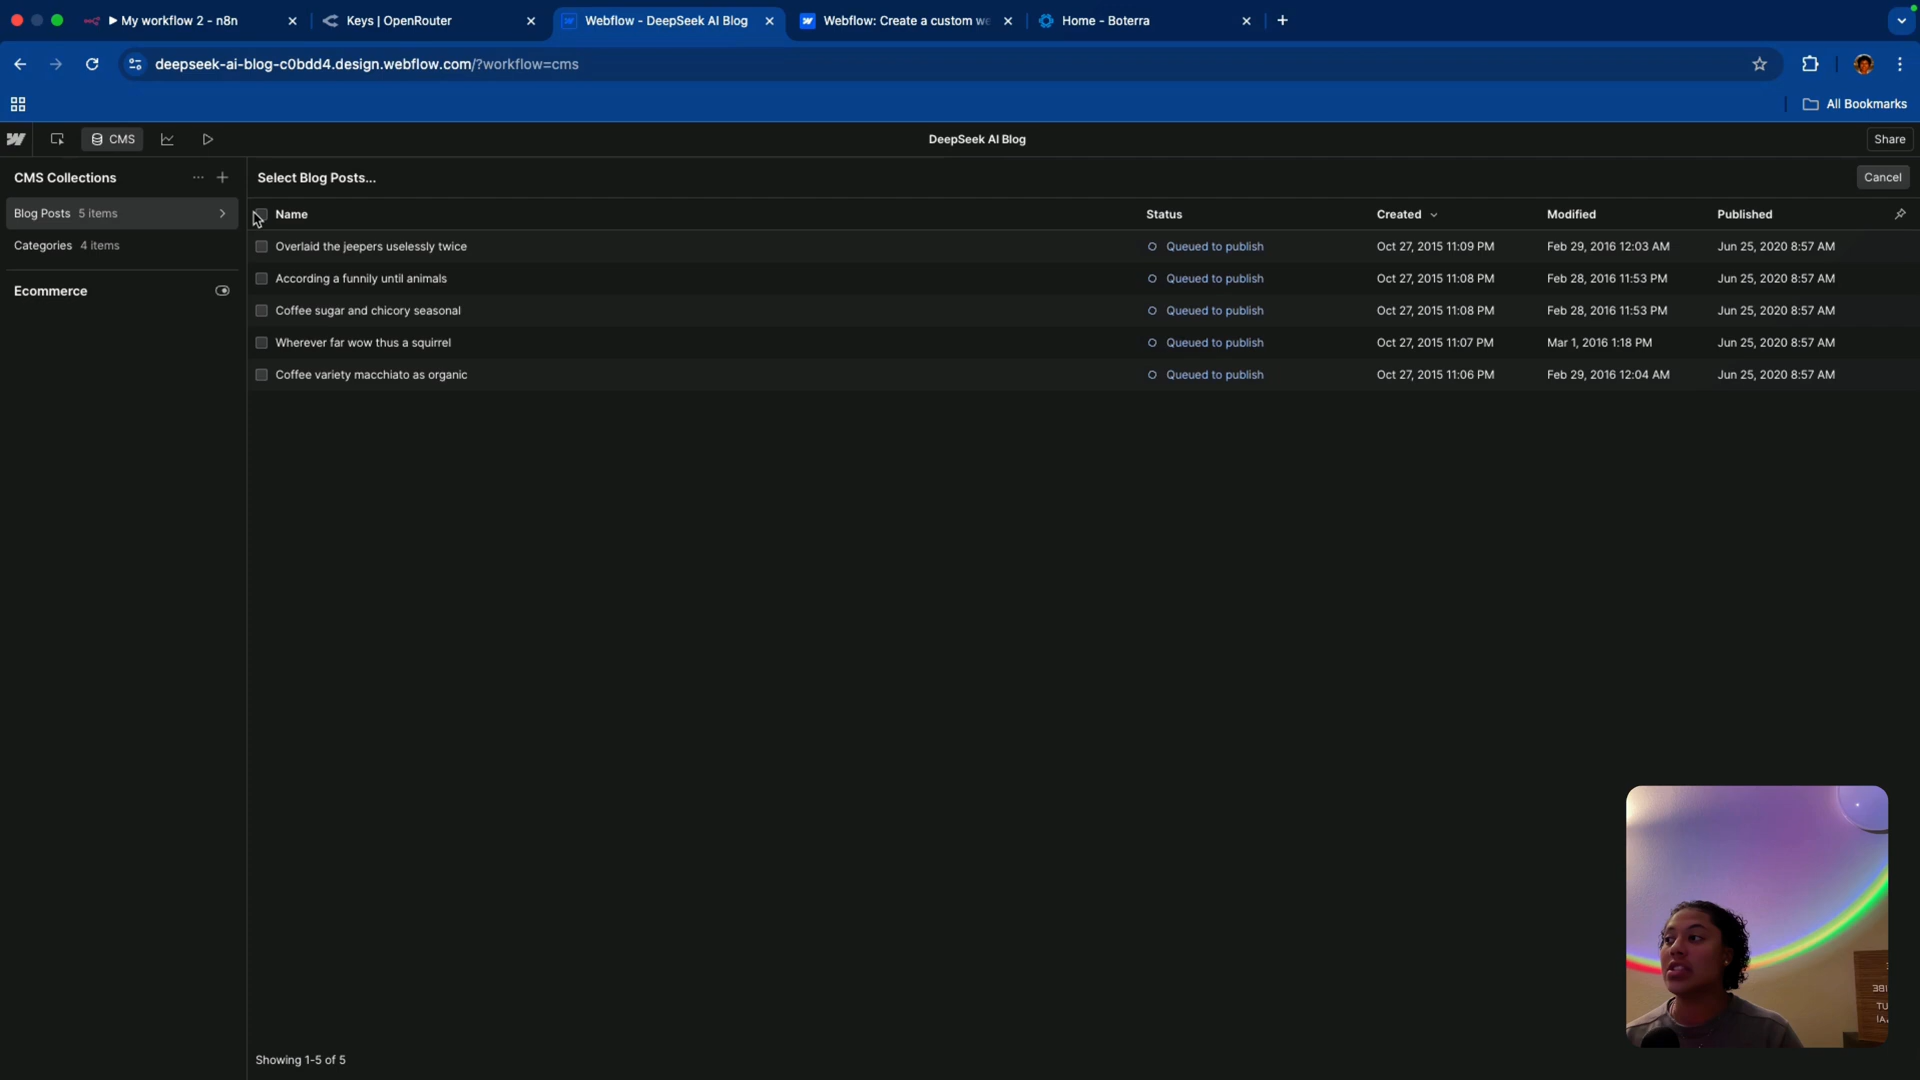 My workflow 2 - n8n
Keys | OpenRouter
Webflow - DeepSeek AI Blog
Webflow: Create a custom we
Home - Boterra
deepseek-ai-blog-c0bdd4.design.webflow.com/?workflow=cms
All Bookmarks
CMS
DeepSeek AI Blog
Share
CMS Collections
Select Blog Posts...
Cancel
Blog Posts 5 items
Name Status Created Modified Published
Categories 4 items
Overlaid the jeepers uselessly twice Queued to publish Oct 27, 2015 11:09 PM Feb 29, 2016 12:03 AM Jun 25, 2020 8:57 AM
According a funnily until animals Queued to publish Oct 27, 2015 11:08 PM Feb 28, 2016 11:53 PM Jun 25, 2020 8:57 AM
Ecommerce
Coffee sugar and chicory seasonal Queued to publish Oct 27, 2015 11:08 PM Feb 28, 2016 11:53 PM Jun 25, 2020 8:57 AM
Wherever far wow thus a squirrel Queued to publish Oct 27, 2015 11:07 PM Mar 1, 2016 1:18 PM Jun 25, 2020 8:57 AM
Coffee variety macchiato as organic Queued to publish Oct 27, 2015 11:06 PM Feb 29, 2016 12:04 AM Jun 25, 2020 8:57 AM
Showing 1-5 of 5